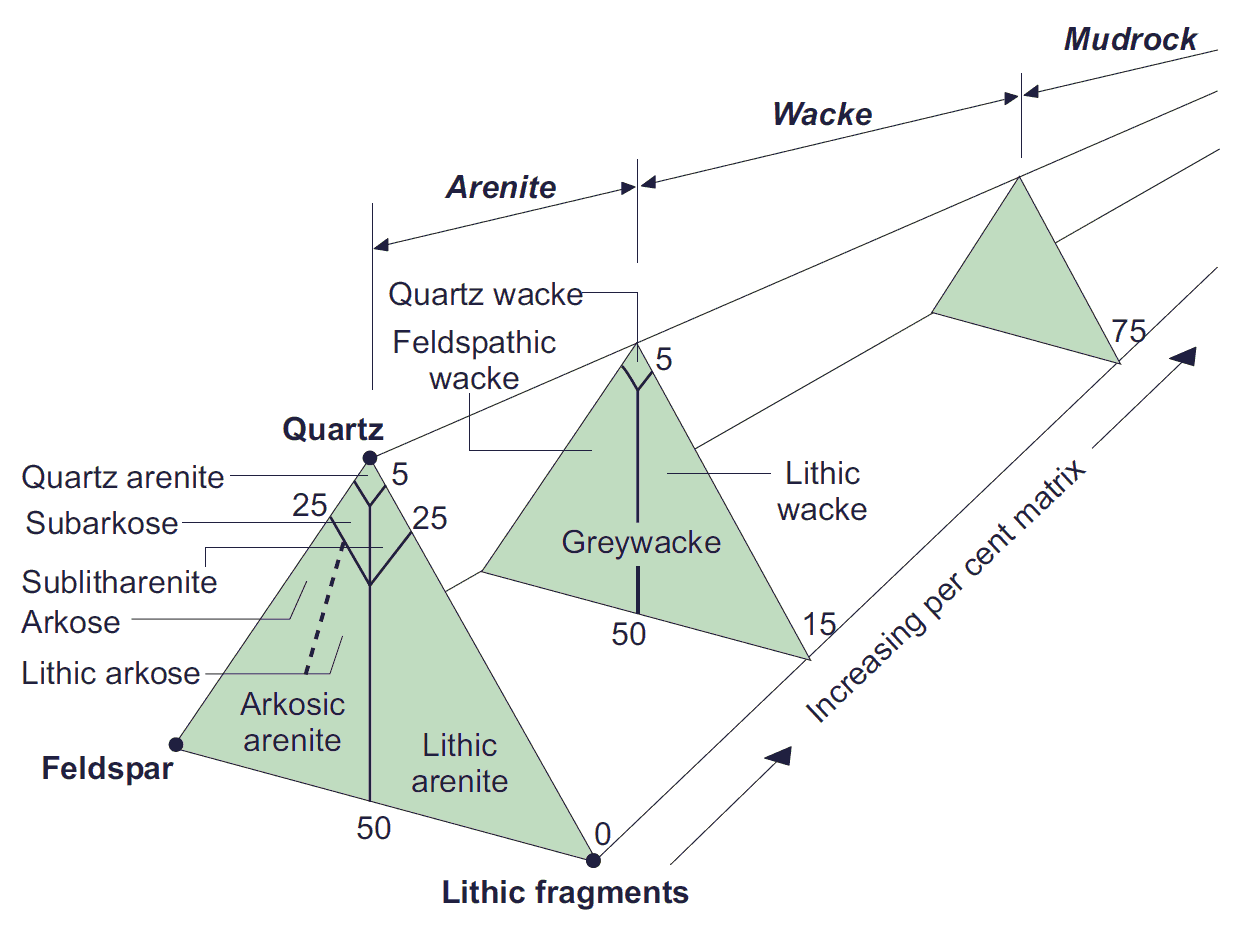 Mudrock
Wacke
Arenite
Quartz wacke
Feldspathic
wacke
5
75
Quartz
Quartz arenite
5
25
Subarkose
25
Lithic
wacke
Greywacke
Sublitharenite
Arkose
50
15
Lithic arkose
Increasing per cent matrix
Arkosic
arenite
Lithic
arenite
Feldspar
50
0
Lithic fragments